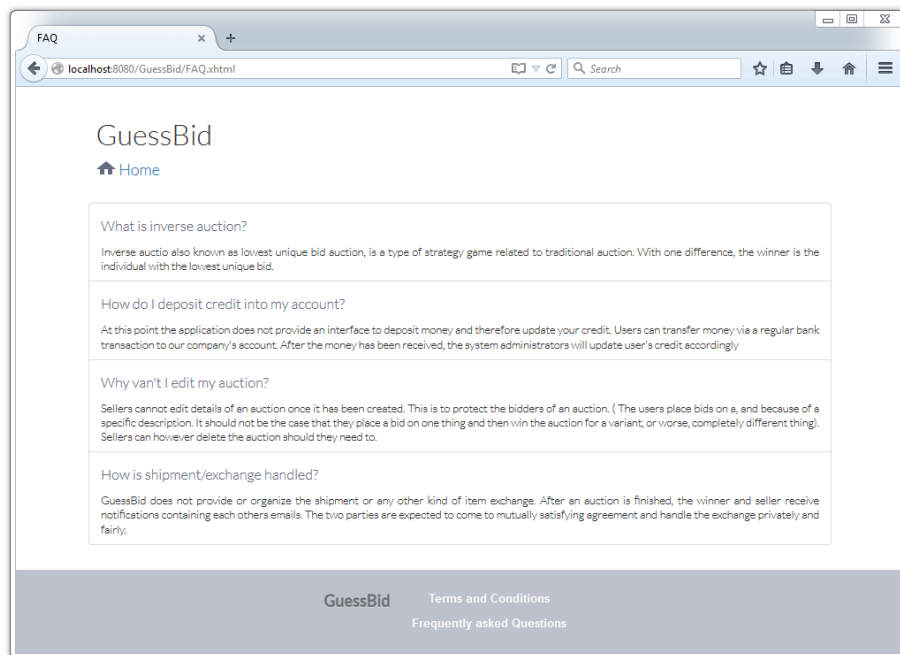 FAQ
localhost:8080/GuessBid/FAQ.xhtml
Search
GuessBid
Home
What is inverse auction?
Inverse auctio also known as lowest unique bid auction, is a type of strategy game related to traditional auction. With one difference, the winner is the
individual with the lowest unique bid.
How do I deposit credit into my account?
At this point the application does not provide an interface to deposit money and therefore update your credit. Users can transfer money via a regular bank
transaction to our company's account. After the money has been received, the system administrators will update user's credit accordingly
Why van't I edit my auction?
Sellers cannot edit details of an auction once it has been created. This is to protect the bidders of an auction. ( The users place bids on a, and because of a
specific description. It should not be the case that they place a bid on one thing and then win the auction for a variant, or worse, completely different thing).
Sellers can however delete the auction should they need to.
How is shipment/exchange handled?
GuessBid does not provide or organize the shipment or any other kind of item exchange. After an auction is finished, the winner and seller receive
notifications containing each others emails. The two parties are expected to come to mutually satisfying agreement and handle the exchange privately and
fairly.
GuessBid
Terms and Conditions
Frequently asked Questions